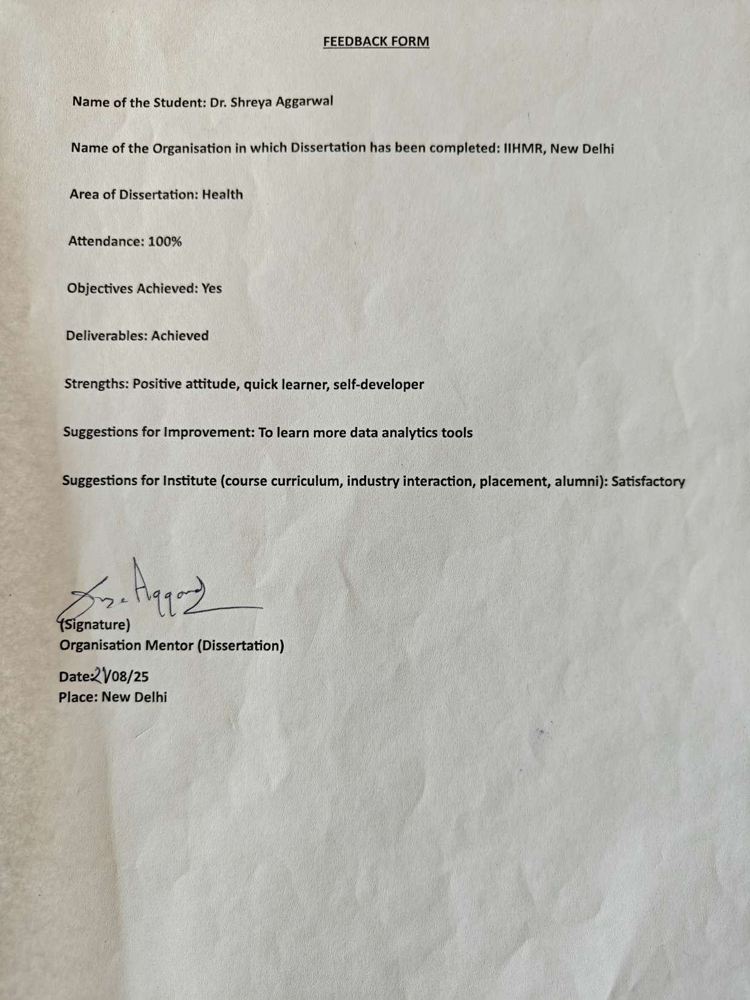 FEEDBACK FORM
Name of the Student: Dr. Shreya Aggarwal
Name of the Organisation in which Dissertation has been completed: IIHMR, New Delhi
Area of Dissertation: Health
Attendance: 100%
Objectives Achieved: Yes
Deliverables: Achieved
Strengths: Positive attitude, quick learner, self-developer
Suggestions for Improvement: To learn more data analytics tools
Suggestions for Institute (course curriculum, industry interaction, placement, alumni): Satisfactory
(Signature)
Organisation Mentor (Dissertation)
Date:21/08/25
Place: New Delhi